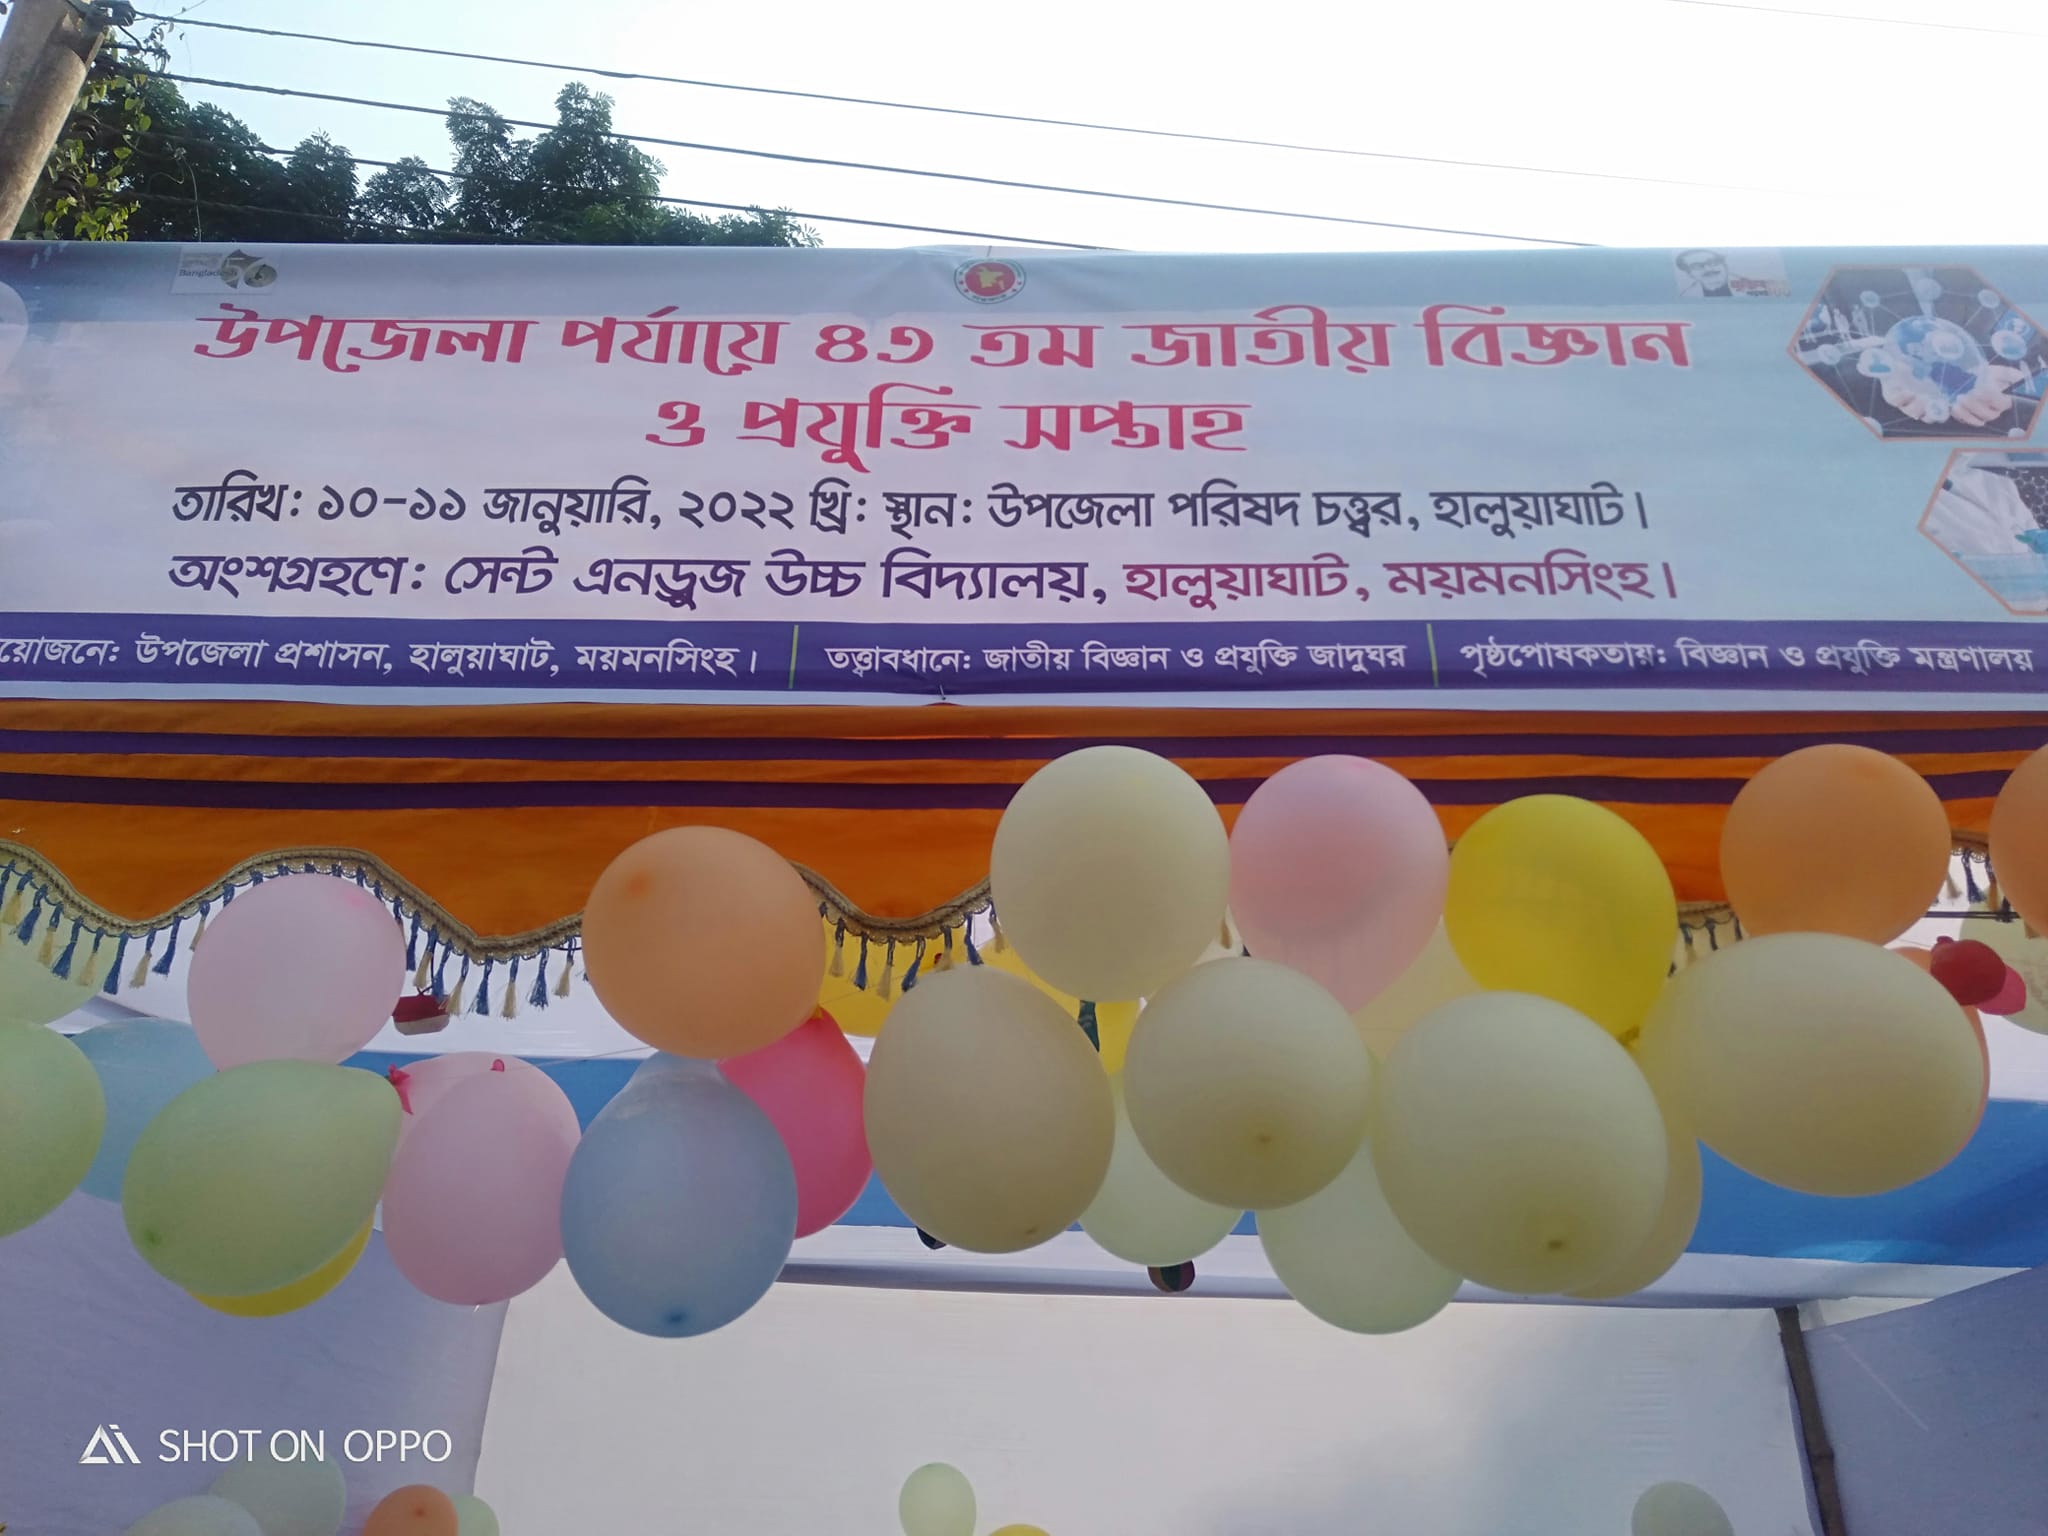 Bangladesh
উপজেলা পর্যায়ে ৪৩ তম জাতীয় বিজ্ঞান
ও প্রযুক্তি সপ্তাহ
তারিখ: ১০-১১ জানুয়ারি, ২০২২ খ্রি: স্থান: উপজেলা পরিষদ চত্ত্বর, হালুয়াঘাট।
অংশগ্রহণে: সেন্ট এনড্রুজ উচ্চ বিদ্যালয়, হালুয়াঘাট, ময়মনসিংহ।
য়োজনে: উপজেলা প্রশাসন, হালুয়াঘাট, ময়মনসিংহ। তত্ত্বাবধানে: জাতীয় বিজ্ঞান ও প্রযুক্তি জাদুঘর পৃষ্ঠপোষকতায়: বিজ্ঞান ও প্রযুক্তি মন্ত্রণালয়
SHOT ON OPPO